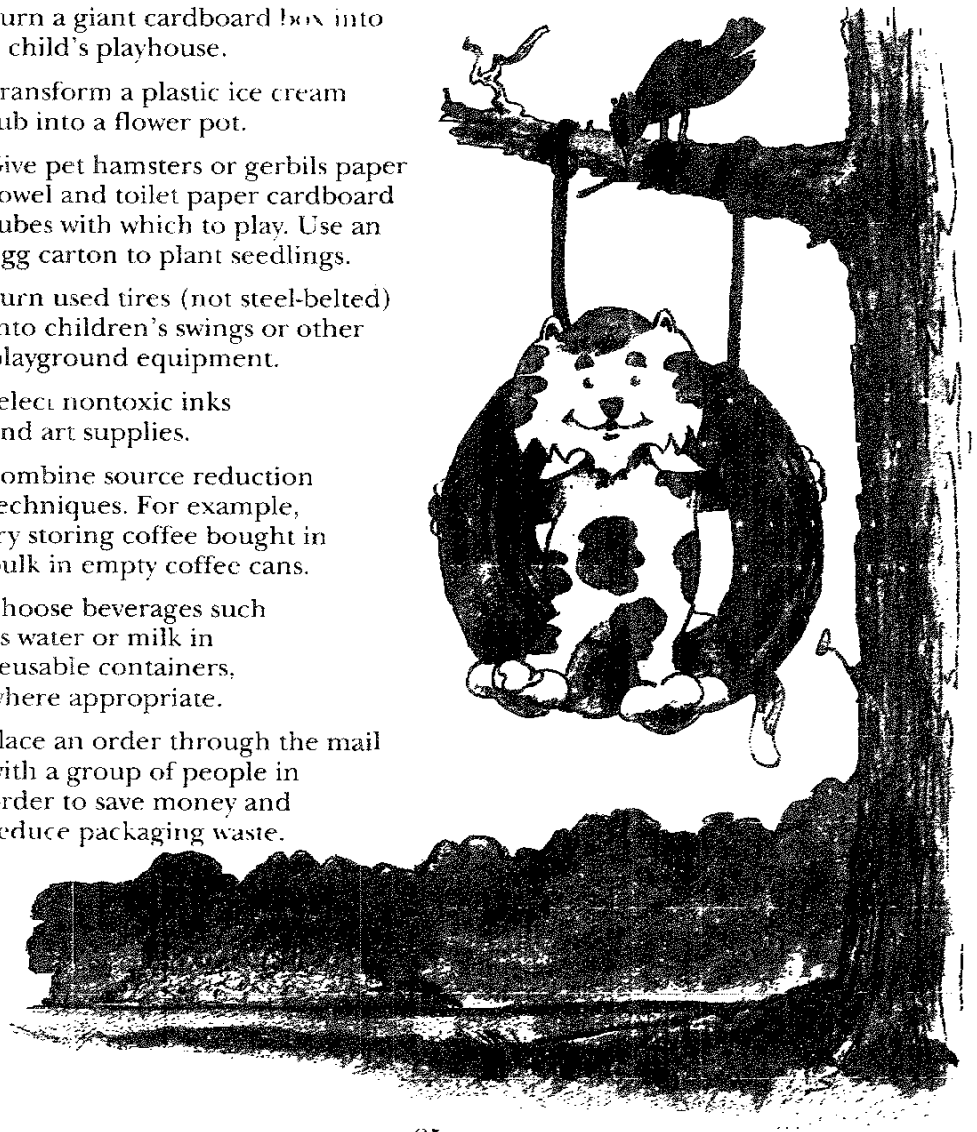 urn a giant cardboard box into
child's playhouse.
ransform a plastic ice cream
ub into a flower pot.
ive pet hamsters or gerbils paper
owel and toilet paper cardboard
ubes with which to play. Use an
gg carton to plant seedlings.
urn used tires (not steel-belted)
nto children's swings or other
playground equipment.
elect nontoxic inks
nd art supplies.
ombine source reduction
echniques. For example,
ry storing coffee bought in
ulk in empty coffee cans.
hoose beverages such
s water or milk in
eusable containers,
where appropriate.
lace an order through the mail
with a group of people in
rder to save money and
reduce packaging waste.